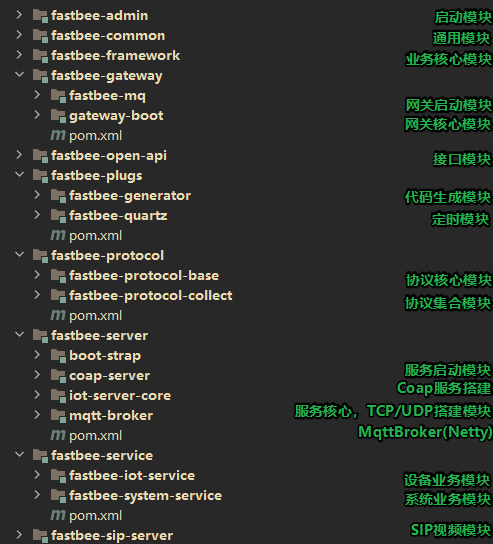 fastbee-admin 启动模块
fastbee-common 通用模块
fastbee-framework 业务核心模块
fastbee-gateway
fastbee-mq 网关启动模块
gateway-boot 网关核心模块
m pom.xml
fastbee-open-api 接口模块
fastbee-plugs
fastbee-generator 代码生成模块
fastbee-quartz 定时模块
m pom.xml
fastbee-protocol
fastbee-protocol-base 协议核心模块
fastbee-protocol-collect 协议集合模块
m pom.xml
fastbee-server
boot-strap 服务启动模块
coap-server Coap服务搭建
iot-server-core 服务核心，TCP/UDP搭建模块
mqtt-broker MqttBroker(Netty)
m pom.xml
fastbee-service
fastbee-iot-service 设备业务模块
fastbee-system-service 系统业务模块
m pom.xml
fastbee-sip-server SIP视频模块